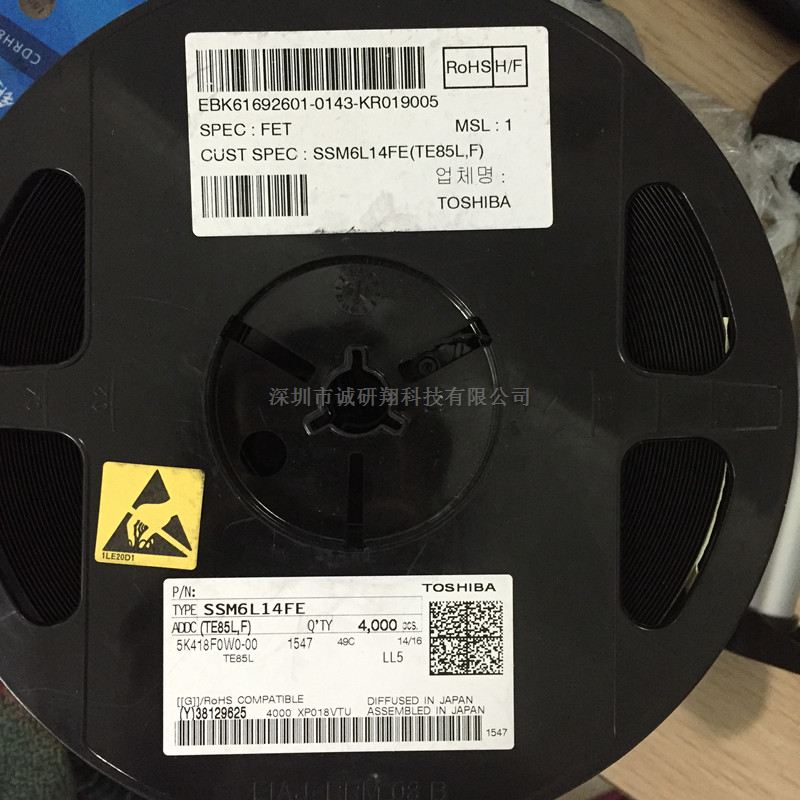 CDRH8
RoHS H/F
EBK61692601-0143-KR019005
SPEC : FET MSL : 1
CUST SPEC : SSM6L14FE(TE85L,F)
업체명 :
TOSHIBA
深圳市诚研翔科技有限公司
1LE20D1
P/N: TOSHIBA
TYPE SSM6L14FE
ADDC (TE85L,F) Q'TY 4,000 pcs.
5K418F0W0-00 1547 49C 14/16
TE85L LL5
[[G]]/RoHS COMPATIBLE DIFFUSED IN JAPAN
(Y)38129625 4000 XP018VTU ASSEMBLED IN JAPAN
1547